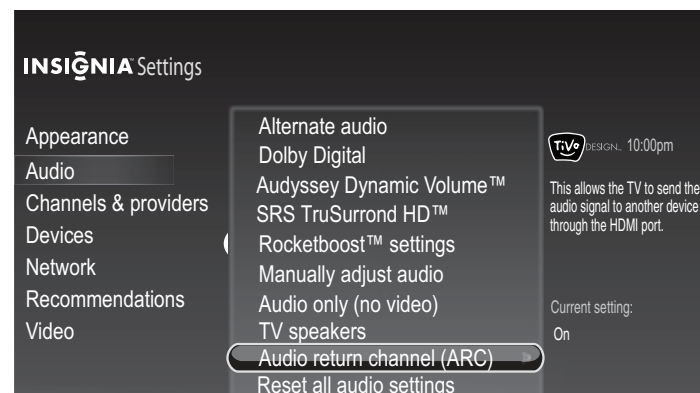 INSIGNIA™ Settings
Appearance
Audio
Channels & providers
Devices
Network
Recommendations
Video
Alternate audio
Dolby Digital
Audyssey Dynamic Volume™
SRS TruSurrond HD™
Rocketboost™ settings
Manually adjust audio
Audio only (no video)
TV speakers
Audio return channel (ARC)
Reset all audio settings
TiVo DESIGN.. 10:00pm
This allows the TV to send the
audio signal to another device
through the HDMI port.
Current setting:
On